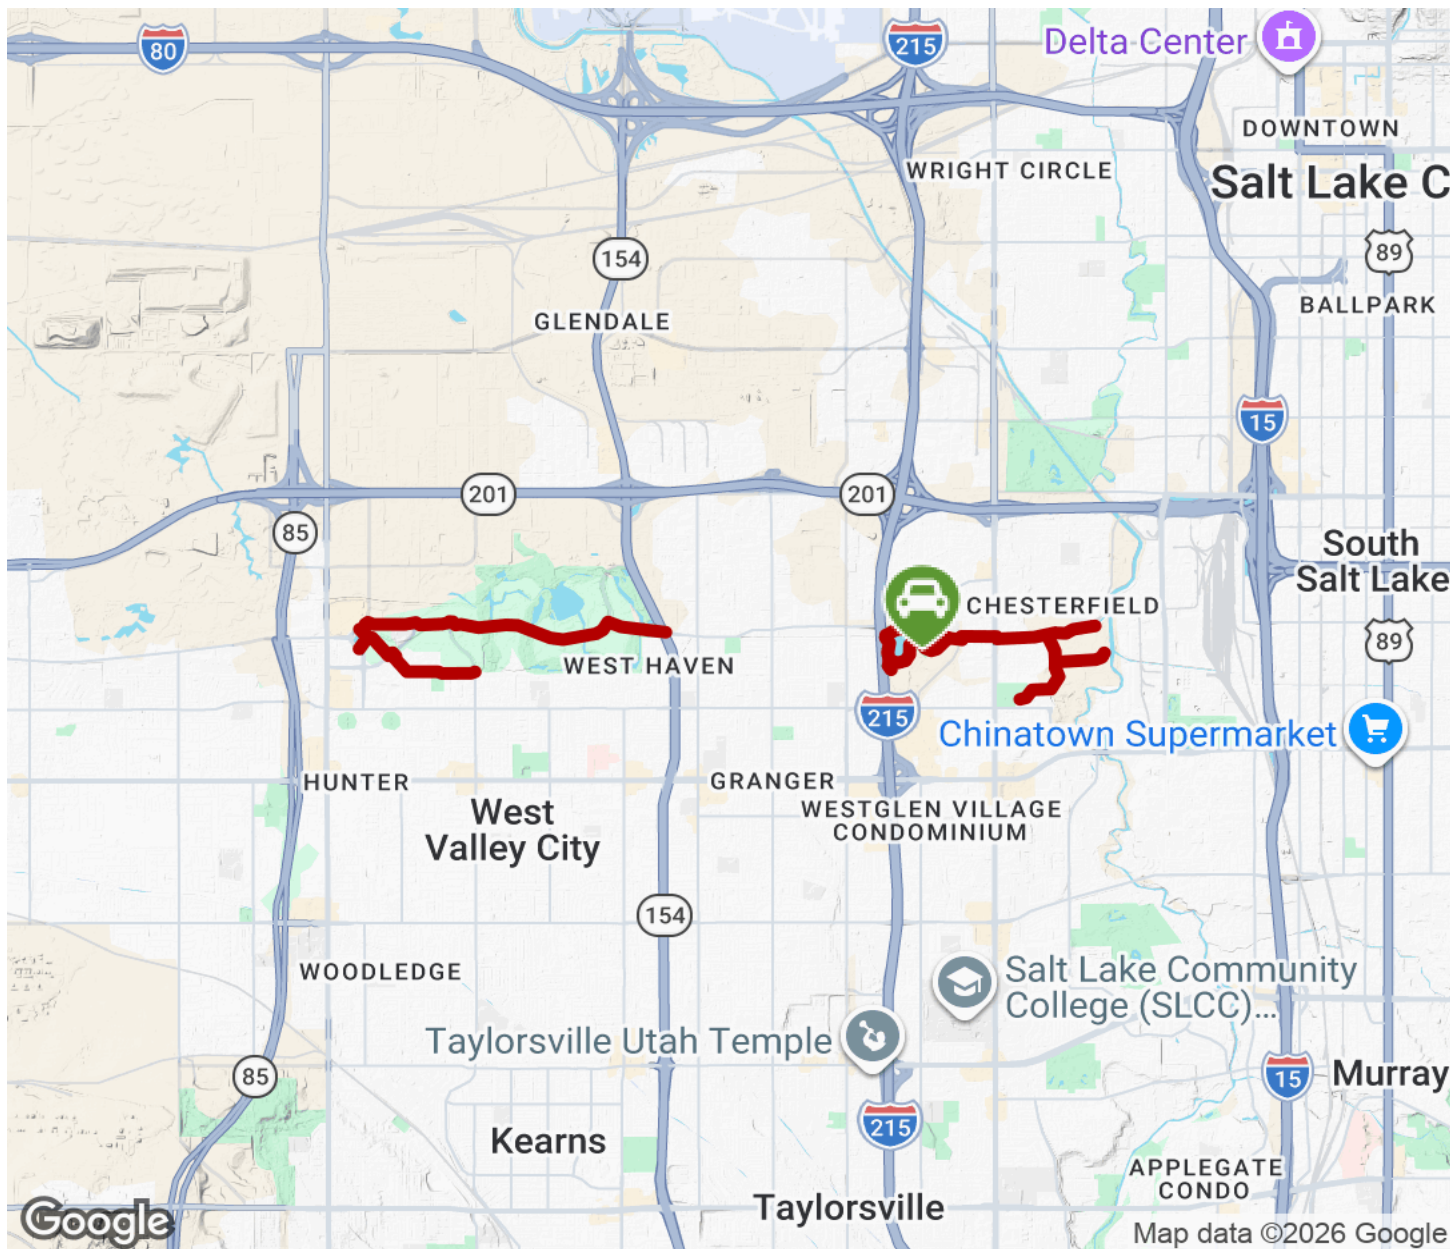 80
215
Delta Center
DOWNTOWN
WRIGHT CIRCLE
Salt Lake C
154
89
GLENDALE
BALLPARK
15
201
201
85
South
Salt Lake
CHESTERFIELD
89
WEST HAVEN
215
Chinatown Supermarket
HUNTER
GRANGER
West
Valley City
WESTGLEN VILLAGE
CONDOMINIUM
154
WOODLEDGE
Salt Lake Community
College (SLCC)...
Taylorsville Utah Temple
85
15
Murray
215
Kearns
APPLEGATE
CONDO
Taylorsville
Google
Map data ©2026 Google